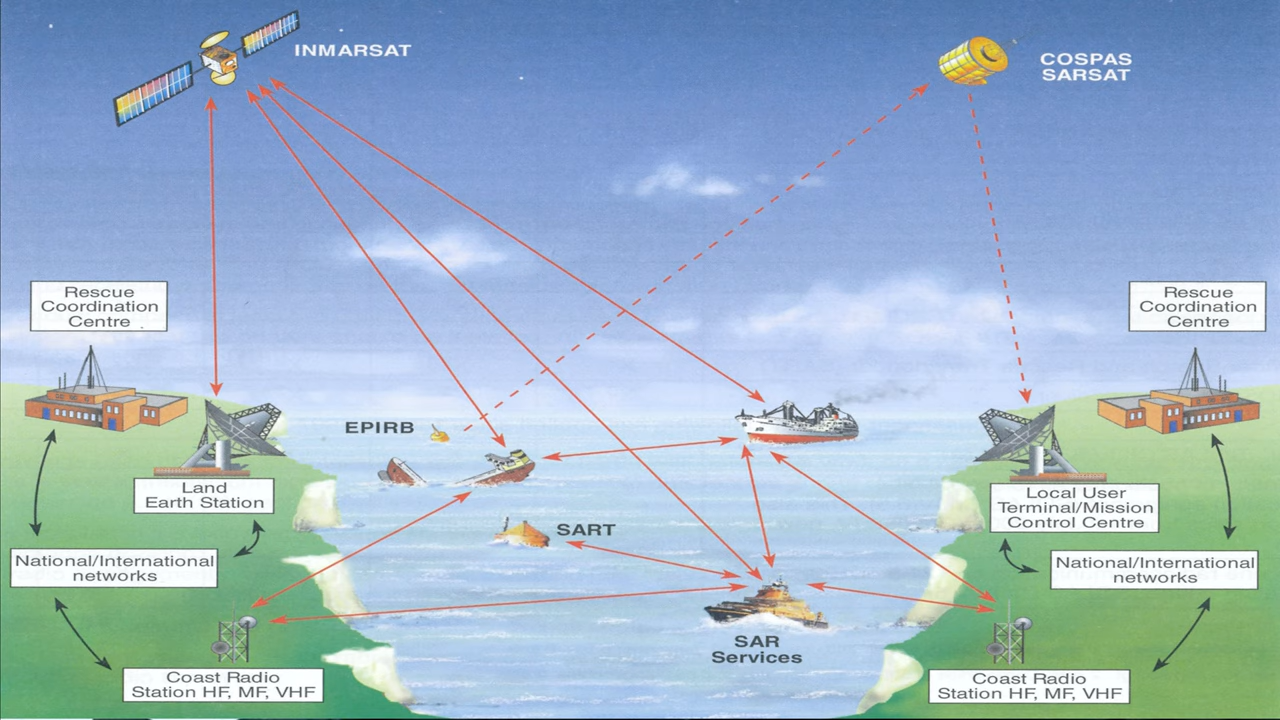 INMARSAT
COSPAS
SARSAT
Rescue
Coordination
Centre
Rescue
Coordination
Centre
EPIRB
Land
Earth Station
SART
Local User
Terminal/Mission
Control Centre
National/International
networks
National/International
networks
SAR
Services
Coast Radio
Station HF, MF, VHF
Coast Radio
Station HF, MF, VHF